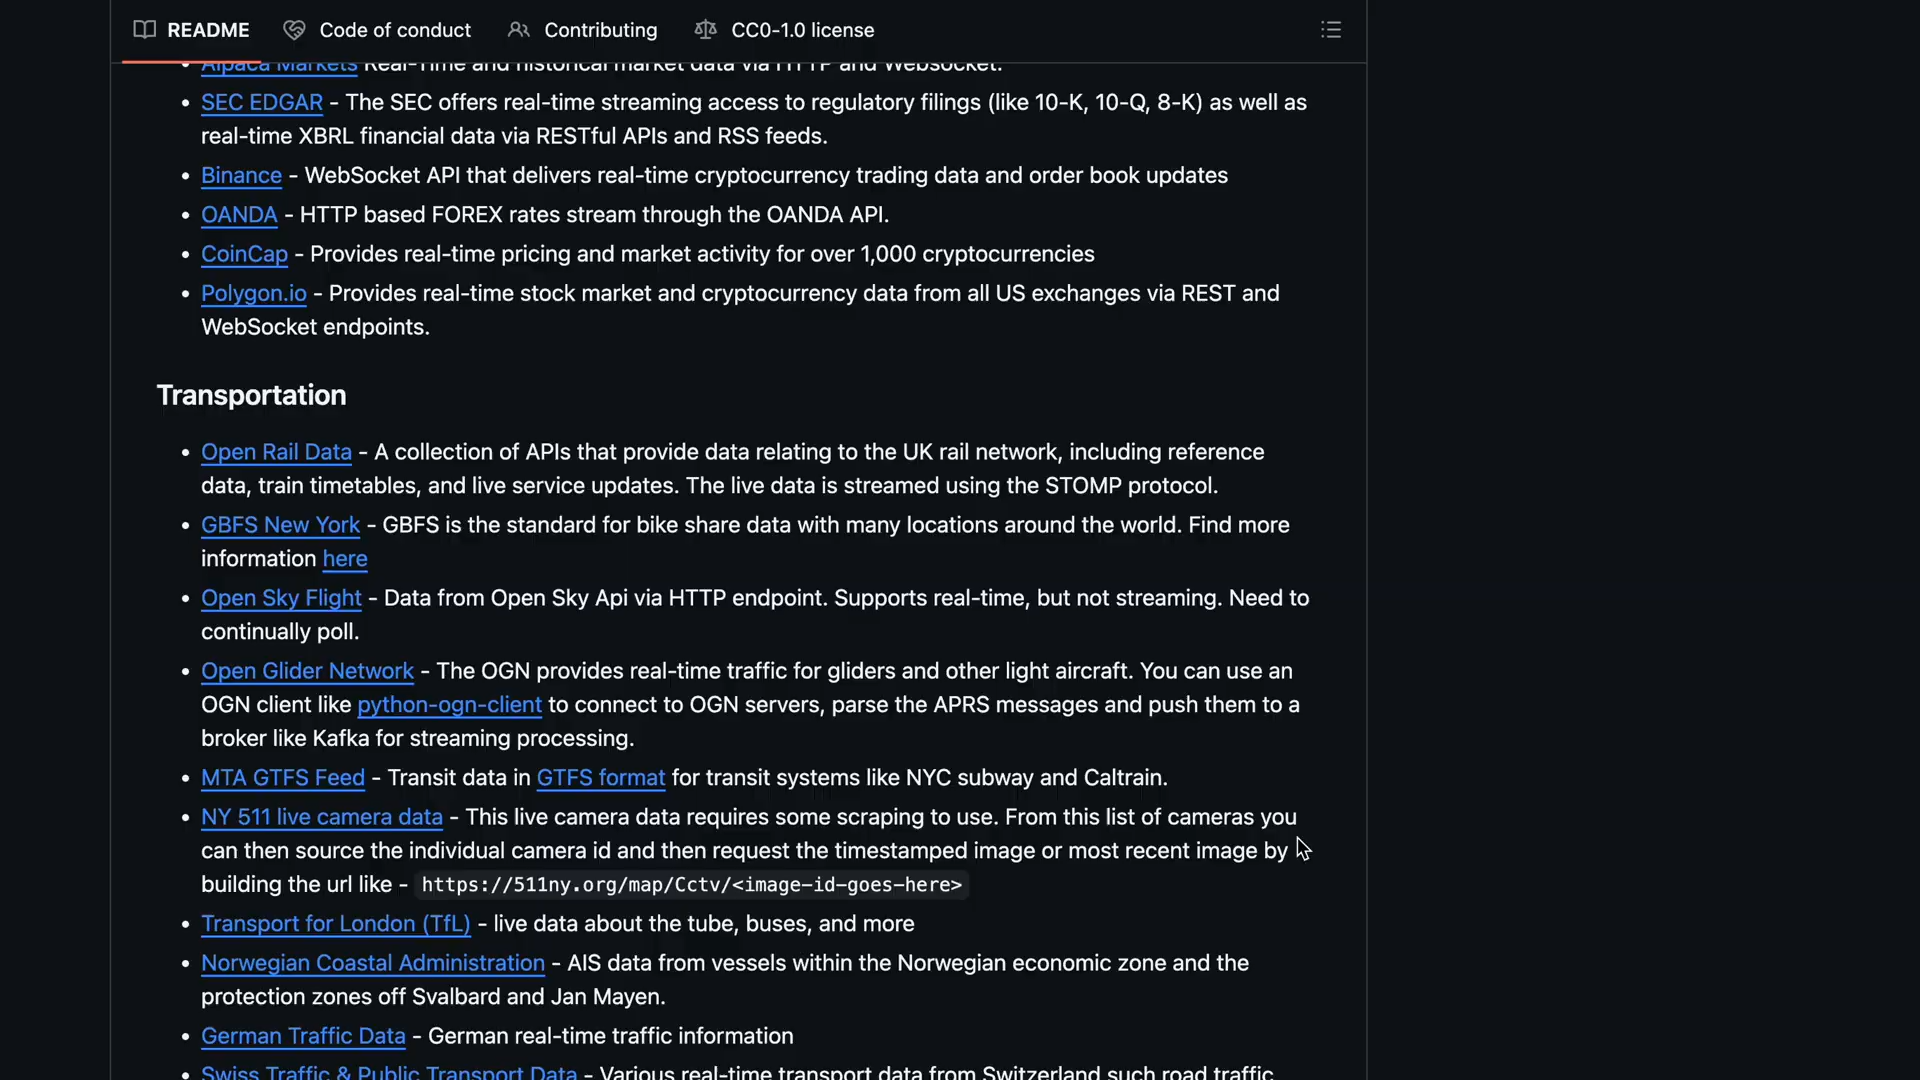 README Code of conduct Contributing CC0-1.0 license
Alpaca Markets Real-Time and historical market data via HTTP and Websocket.
SEC EDGAR - The SEC offers real-time streaming access to regulatory filings (like 10-K, 10-Q, 8-K) as well as
real-time XBRL financial data via RESTful APIs and RSS feeds.
Binance - WebSocket API that delivers real-time cryptocurrency trading data and order book updates
OANDA - HTTP based FOREX rates stream through the OANDA API.
CoinCap - Provides real-time pricing and market activity for over 1,000 cryptocurrencies
Polygon.io - Provides real-time stock market and cryptocurrency data from all US exchanges via REST and
WebSocket endpoints.
Transportation
Open Rail Data - A collection of APIs that provide data relating to the UK rail network, including reference
data, train timetables, and live service updates. The live data is streamed using the STOMP protocol.
GBFS New York - GBFS is the standard for bike share data with many locations around the world. Find more
information here
Open Sky Flight - Data from Open Sky Api via HTTP endpoint. Supports real-time, but not streaming. Need to
continually poll.
Open Glider Network - The OGN provides real-time traffic for gliders and other light aircraft. You can use an
OGN client like python-ogn-client to connect to OGN servers, parse the APRS messages and push them to a
broker like Kafka for streaming processing.
MTA GTFS Feed - Transit data in GTFS format for transit systems like NYC subway and Caltrain.
NY 511 live camera data - This live camera data requires some scraping to use. From this list of cameras you
can then source the individual camera id and then request the timestamped image or most recent image by
building the url like - https://511ny.org/map/Cctv/<image-id-goes-here>
Transport for London (TfL) - live data about the tube, buses, and more
Norwegian Coastal Administration - AIS data from vessels within the Norwegian economic zone and the
protection zones off Svalbard and Jan Mayen.
German Traffic Data - German real-time traffic information
Swiss Traffic & Public Transport Data - Various real-time transport data from Switzerland such road traffic